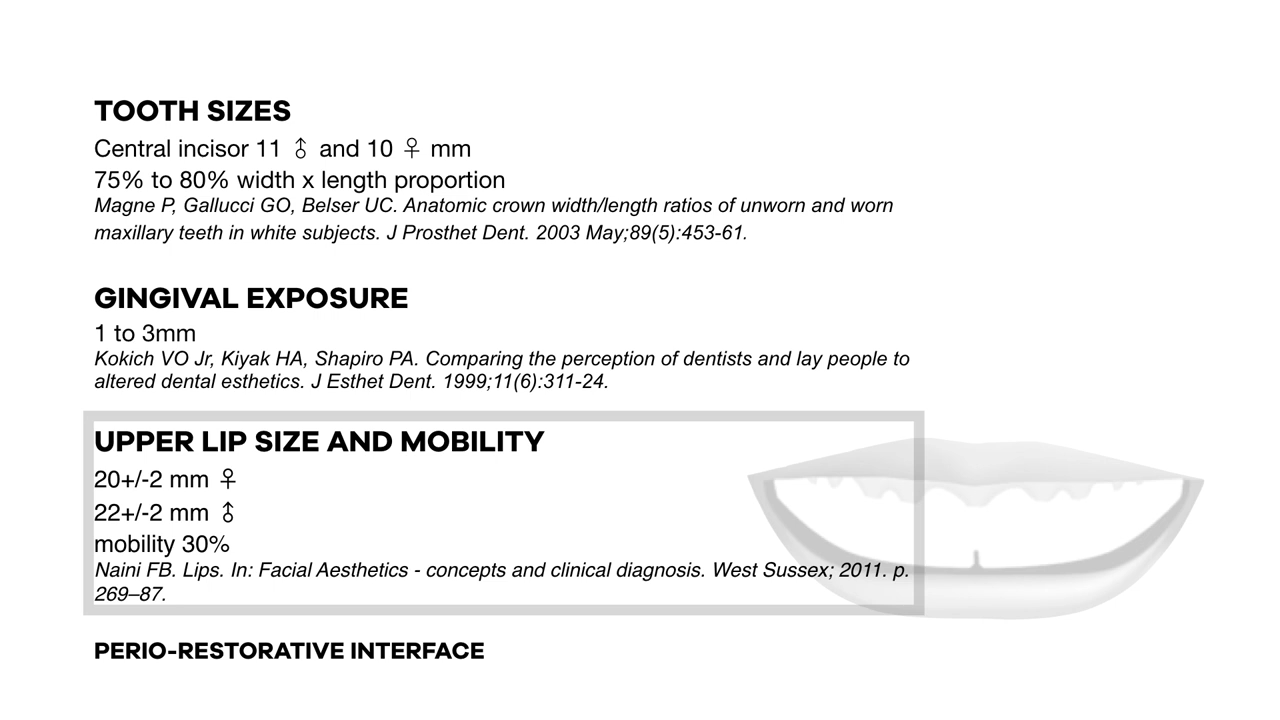 TOOTH SIZES
Central incisor 11 ♂ and 10 ♀ mm
75% to 80% width x length proportion
Magne P, Gallucci GO, Belser UC. Anatomic crown width/length ratios of unworn and worn
maxillary teeth in white subjects. J Prosthet Dent. 2003 May;89(5):453-61.
GINGIVAL EXPOSURE
1 to 3mm
Kokich VO Jr, Kiyak HA, Shapiro PA. Comparing the perception of dentists and lay people to
altered dental esthetics. J Esthet Dent. 1999;11(6):311-24.
UPPER LIP SIZE AND MOBILITY
20+/-2 mm ♀
22+/-2 mm ♂
mobility 30%
Naini FB. Lips. In: Facial Aesthetics - concepts and clinical diagnosis. West Sussex; 2011. p.
269–87.
PERIO-RESTORATIVE INTERFACE